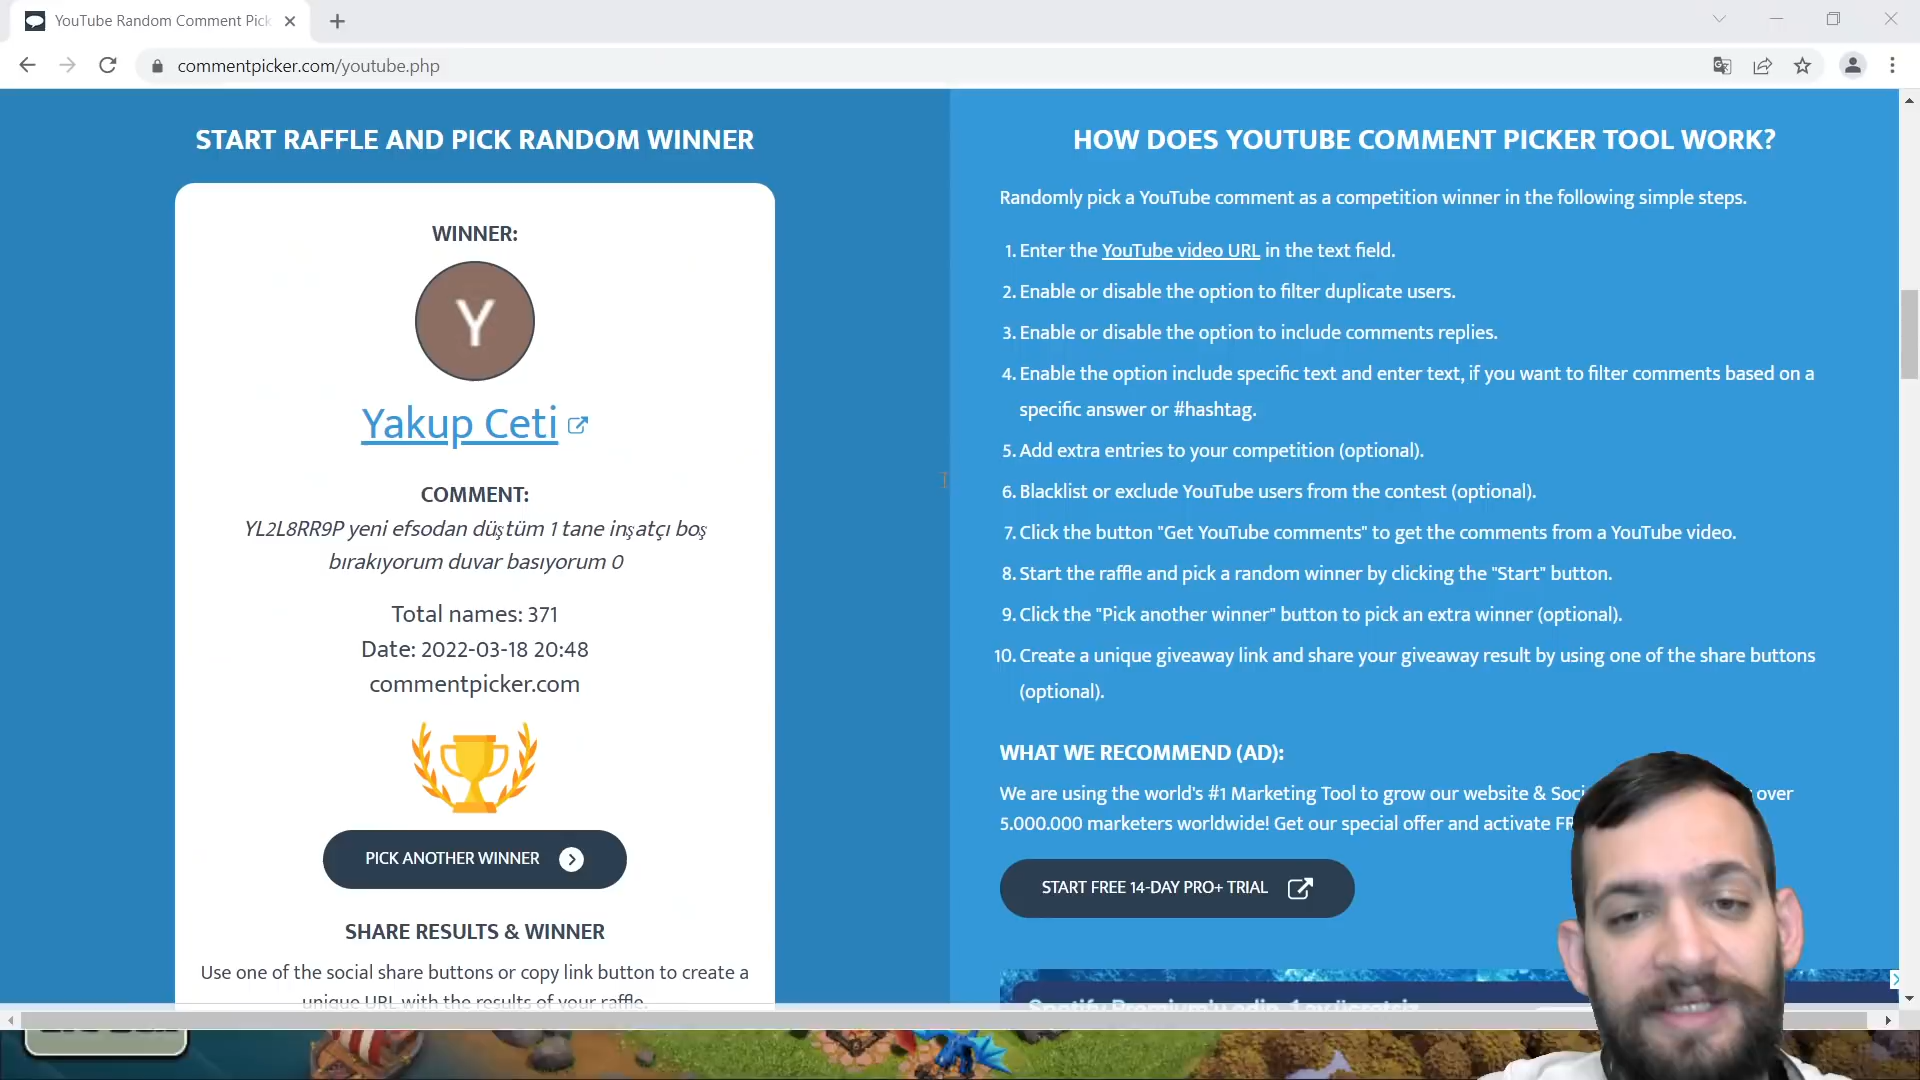 YouTube Random Comment Pick
commentpicker.com/youtube.php
START RAFFLE AND PICK RANDOM WINNER
WINNER:
Y
Yakup Ceti
COMMENT:
YL2L8RR9P yeni efsodan düştüm 1 tane inşatçı boş
bırakıyorum duvar basıyorum 0
Total names: 371
Date: 2022-03-18 20:48
commentpicker.com
PICK ANOTHER WINNER
SHARE RESULTS & WINNER
Use one of the social share buttons or copy link button to create a
unique URL with the results of your raffle.
HOW DOES YOUTUBE COMMENT PICKER TOOL WORK?
Randomly pick a YouTube comment as a competition winner in the following simple steps.
1. Enter the YouTube video URL in the text field.
2. Enable or disable the option to filter duplicate users.
3. Enable or disable the option to include comments replies.
4. Enable the option include specific text and enter text, if you want to filter comments based on a
specific answer or #hashtag.
5. Add extra entries to your competition (optional).
6. Blacklist or exclude YouTube users from the contest (optional).
7. Click the button "Get YouTube comments" to get the comments from a YouTube video.
8. Start the raffle and pick a random winner by clicking the "Start" button.
9. Click the "Pick another winner" button to pick an extra winner (optional).
10. Create a unique giveaway link and share your giveaway result by using one of the share buttons
(optional).
WHAT WE RECOMMEND (AD):
We are using the world's #1 Marketing Tool to grow our website & Soci over
5.000.000 marketers worldwide! Get our special offer and activate FR
START FREE 14-DAY PRO+ TRIAL